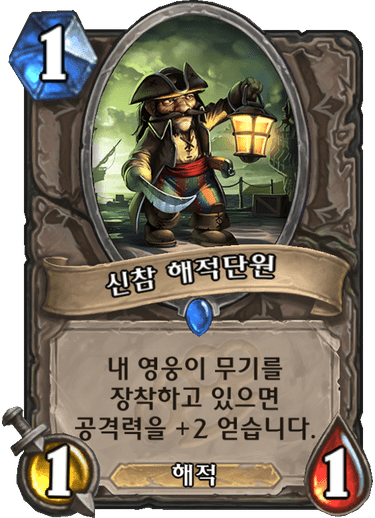 1
신참 해적단원
내 영웅이 무기를
장착하고 있으면
공격력을 +2 얻습니다.
1
해적
1